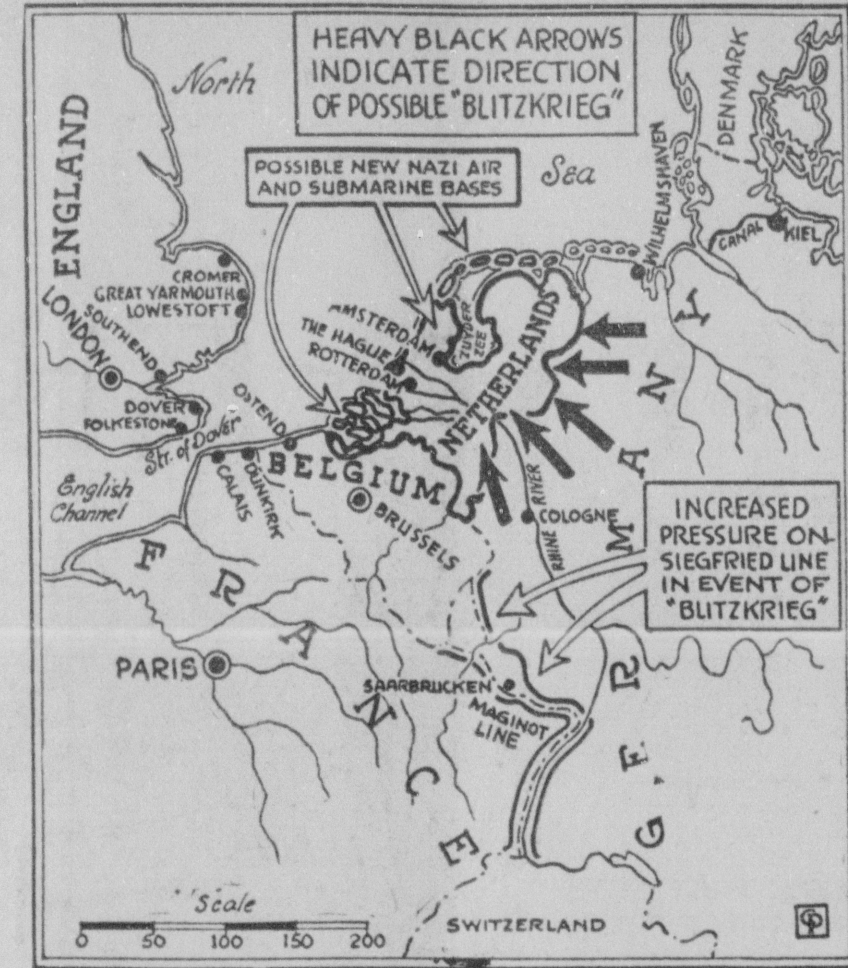 HEAVY BLACK ARROWS
INDICATE DIRECTION
OF POSSIBLE "BLITZKRIEG"
North
Sea
DENMARK
ENGLAND
POSSIBLE NEW NAZI AIR
AND SUBMARINE BASES
WILHELMSHAVEN
CANAL
KIEL
CROMER
GREAT YARMOUTH
LOWESTOFT
LONDON
SOUTHEND
AMSTERDAM
THE HAGUE
ROTTERDAM
ZUYDER
ZEE
NETHERLANDS
GERMANY
DOVER
FOLKESTONE
Str. of Dover
OSTEND
BELGIUM
English
Channel
CALAIS
DUNKIRK
BRUSSELS
RHINE RIVER
COLOGNE
INCREASED
PRESSURE ON
SIEGFRIED LINE
IN EVENT OF
"BLITZKRIEG"
FRANCE
PARIS
SAARBRUCKEN
MAGINOT
LINE
Scale
0 50 100 150 200
SWITZERLAND
CP